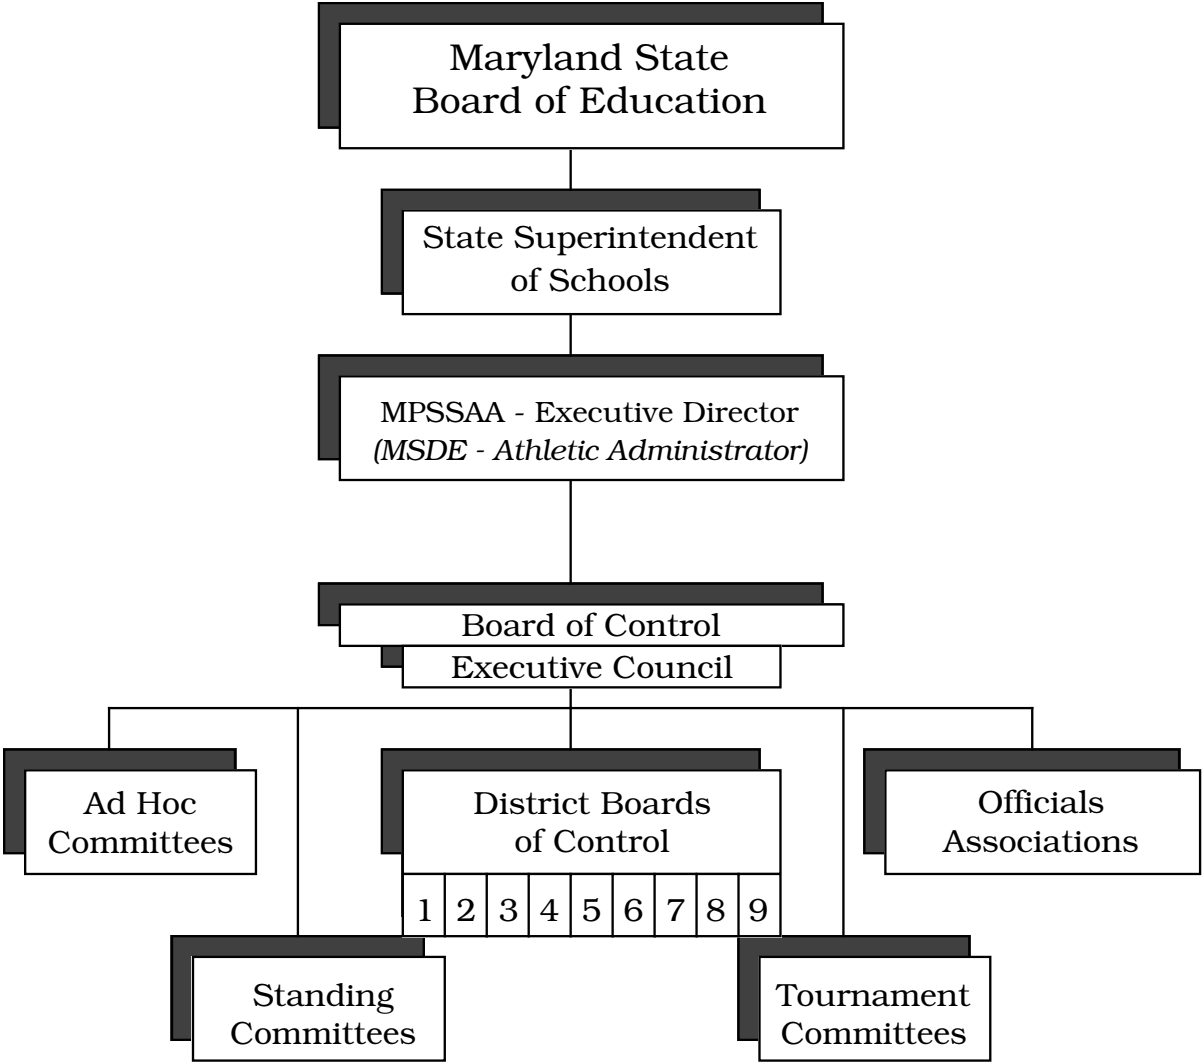 Maryland State
Board of Education
State Superintendent
of Schools
MPSSAA - Executive Director
(MSDE - Athletic Administrator)
Board of Control
Executive Council
Ad Hoc
Committees
District Boards
of Control
1 2 3 4 5 6 7 8 9
Officials
Associations
Standing
Committees
Tournament
Committees